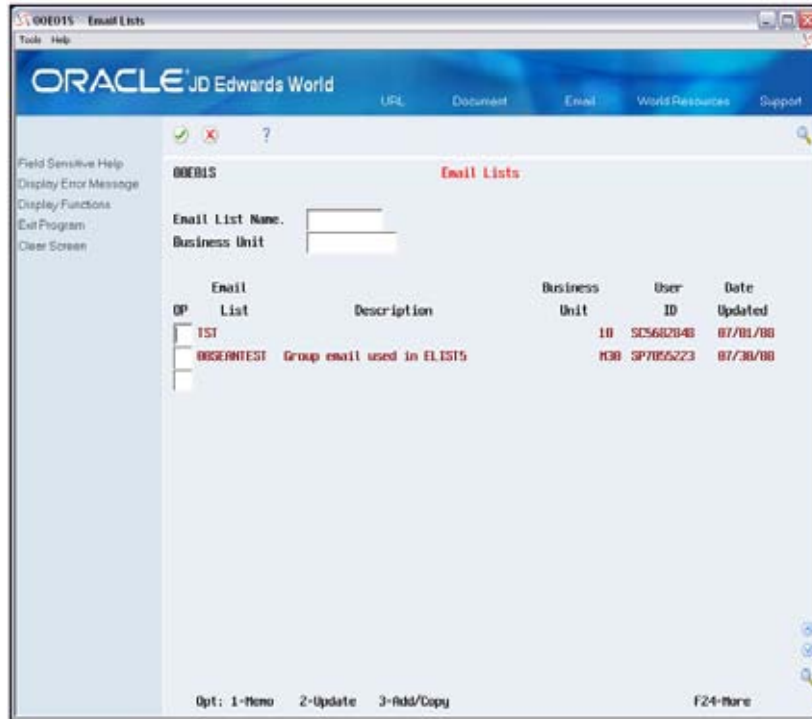 00E01S Email Lists
Tools Help
ORACLE JD Edwards World
URL Document Email World Resources Support
?
Field Sensitive Help
Display Error Message
Display Functions
Exit Program
Clear Screen
00E01S Email Lists
Email List Name.
Business Unit
Email Business User Date
OP List Description Unit ID Updated
TST 10 SC5682848 07/01/08
00SEANTEST Group email used in ELISTS M30 SP7055223 07/30/08
Opt: 1-Memo 2-Update 3-Add/Copy F24-More